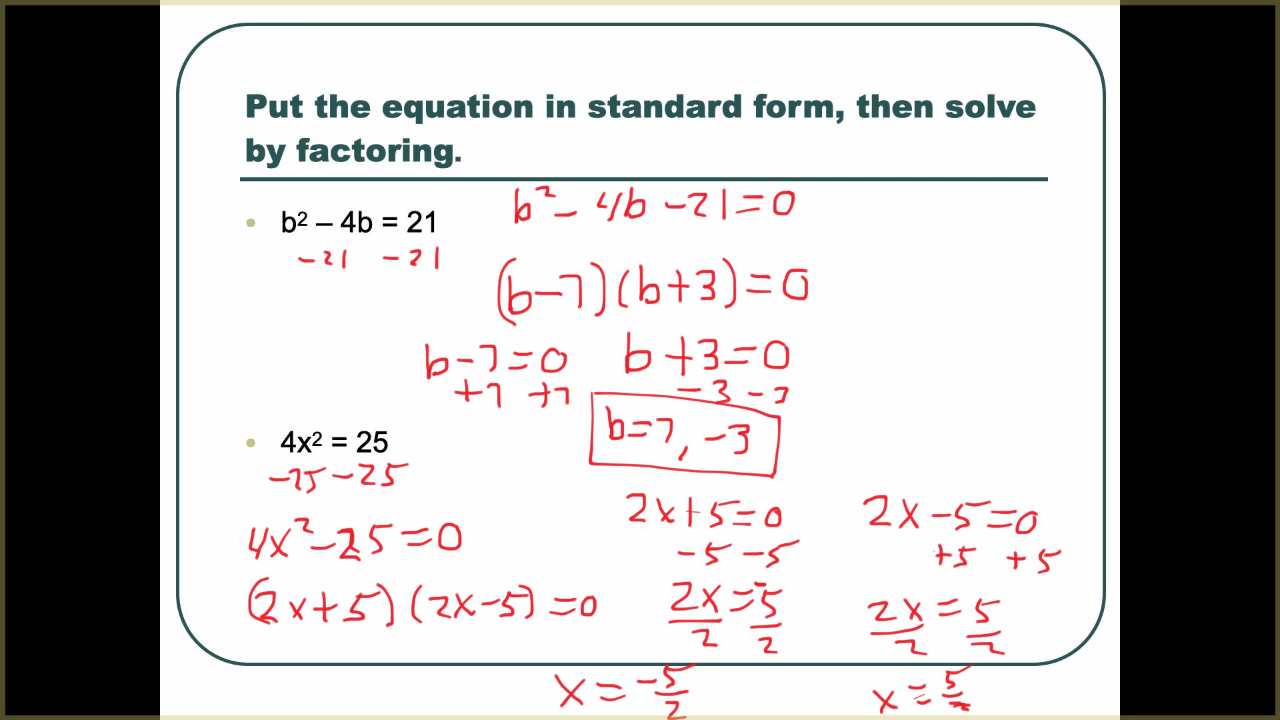 Put the equation in standard form, then solve
by factoring.
b² – 4b = 21
-21 -21
b² - 4b - 21 = 0
(b-7)(b+3) = 0
b-7=0 b+3=0
+7 +7 -3 -3
b=7, -3
4x² = 25
-25 -25
4x² - 25 = 0
(2x+5)(2x-5) = 0
2x+5=0
-5 -5
2x/2 = -5/2
x = -5/2
2x-5=0
+5 +5
2x/2 = 5/2
x = 5/2